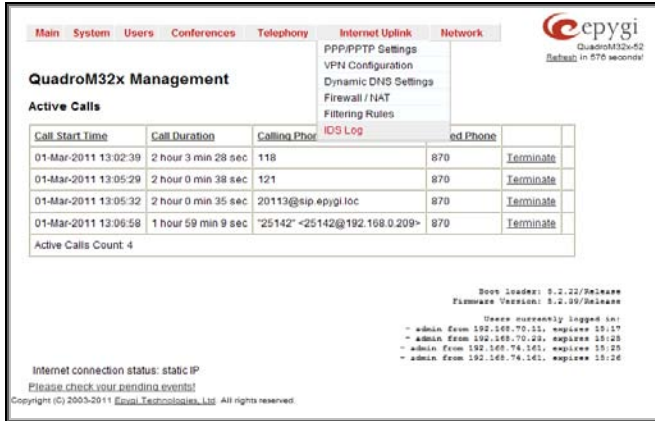 Main System Users Conferences Telephony Internet Uplink Network
epygi
QuadroM32x-52
Refresh in 576 seconds!
PPP/PPTP Settings
VPN Configuration
Dynamic DNS Settings
Firewall / NAT
Filtering Rules
IDS Log
QuadroM32x Management
Active Calls
Call Start Time Call Duration Calling Phon ed Phone
01-Mar-2011 13:02:39 2 hour 3 min 28 sec 118 870 Terminate
01-Mar-2011 13:05:29 2 hour 0 min 38 sec 121 870 Terminate
01-Mar-2011 13:05:32 2 hour 0 min 35 sec 20113@sip.epygi.loc 870 Terminate
01-Mar-2011 13:06:58 1 hour 59 min 9 sec "25142" <25142@192.168.0.209> 870 Terminate
Active Calls Count: 4
Boot loader: 5.2.22/Release
Firmware Version: 5.2.99/Release
Users currently logged in:
- admin from 192.168.70.11, expires 15:17
- admin from 192.168.70.29, expires 15:25
- admin from 192.168.74.161, expires 15:25
- admin from 192.168.74.161, expires 15:26
Internet connection status: static IP
Please check your pending events!
Copyright (C) 2003-2011 Epygi Technologies, Ltd. All rights reserved.